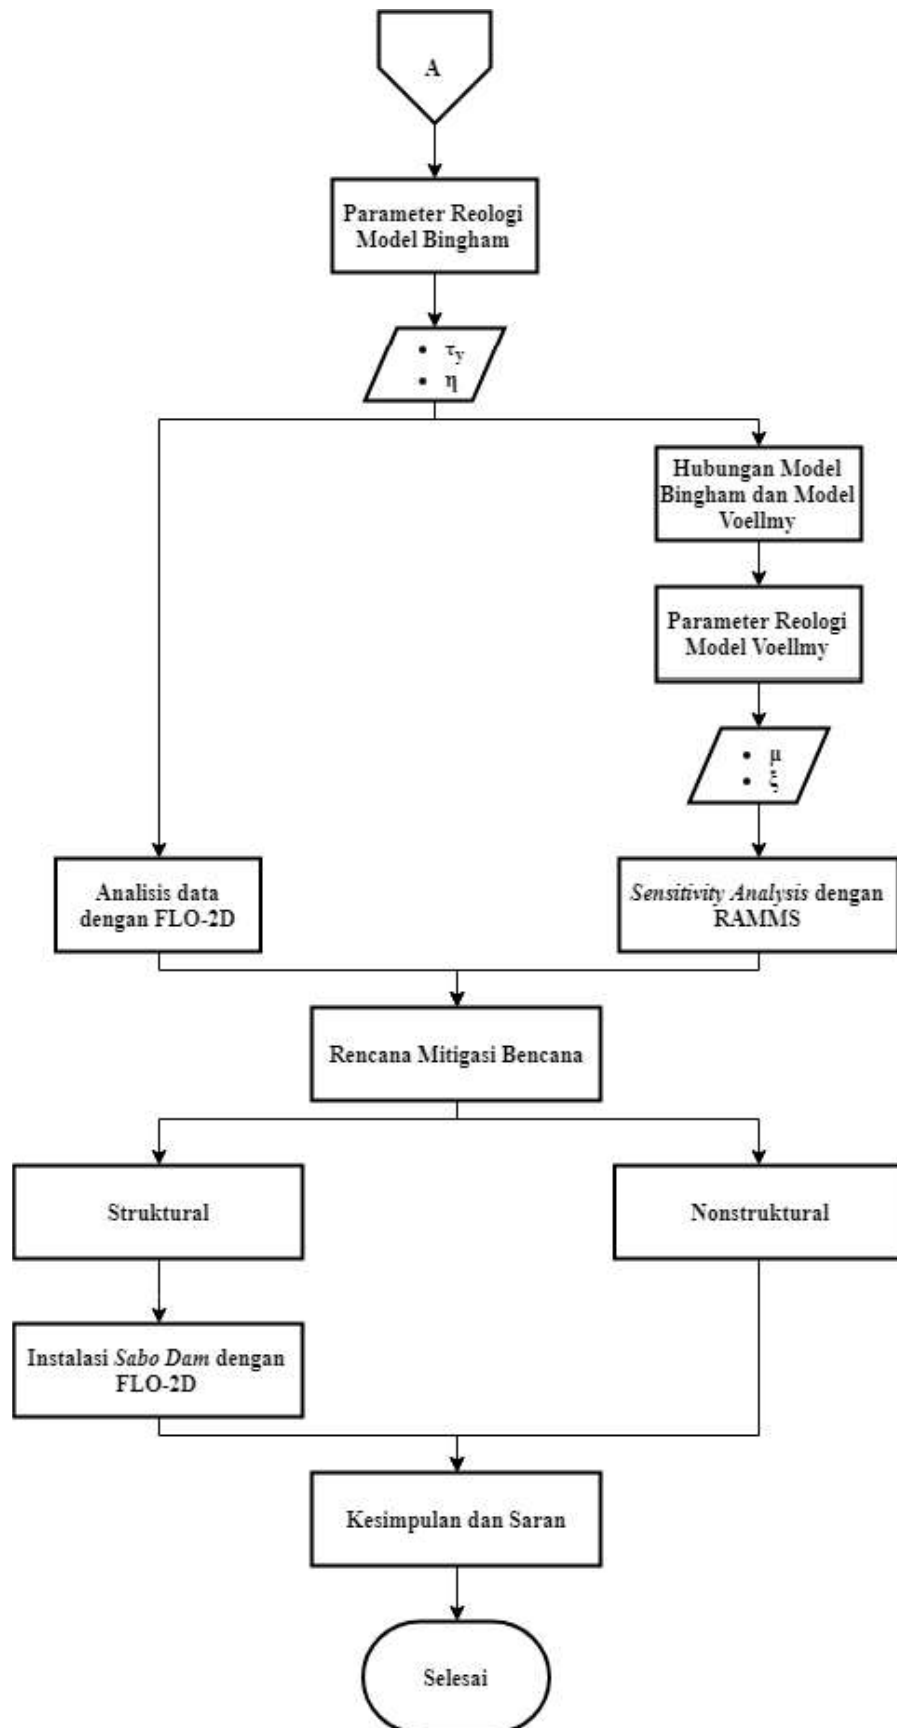 A
Parameter Reologi
Model Bingham
• τy
• η
Hubungan Model
Bingham dan Model
Voellmy
Parameter Reologi
Model Voellmy
• μ
• ξ
Analisis data
dengan FLO-2D
Sensitivity Analysis dengan
RAMMS
Rencana Mitigasi Bencana
Struktural
Nonstruktural
Instalasi Sabo Dam dengan
FLO-2D
Kesimpulan dan Saran
Selesai